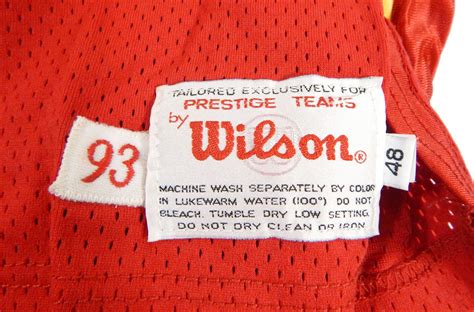 TAILORED EXCLUSIVELY FOR
PRESTIGE TEAMS
by Wilson®
93
48
MACHINE WASH SEPARATELY BY COLOR
IN LUKEWARM WATER (100°) DO NOT
BLEACH. TUMBLE DRY LOW SETTING.
DO NOT DRY CLEAN OR IRON.